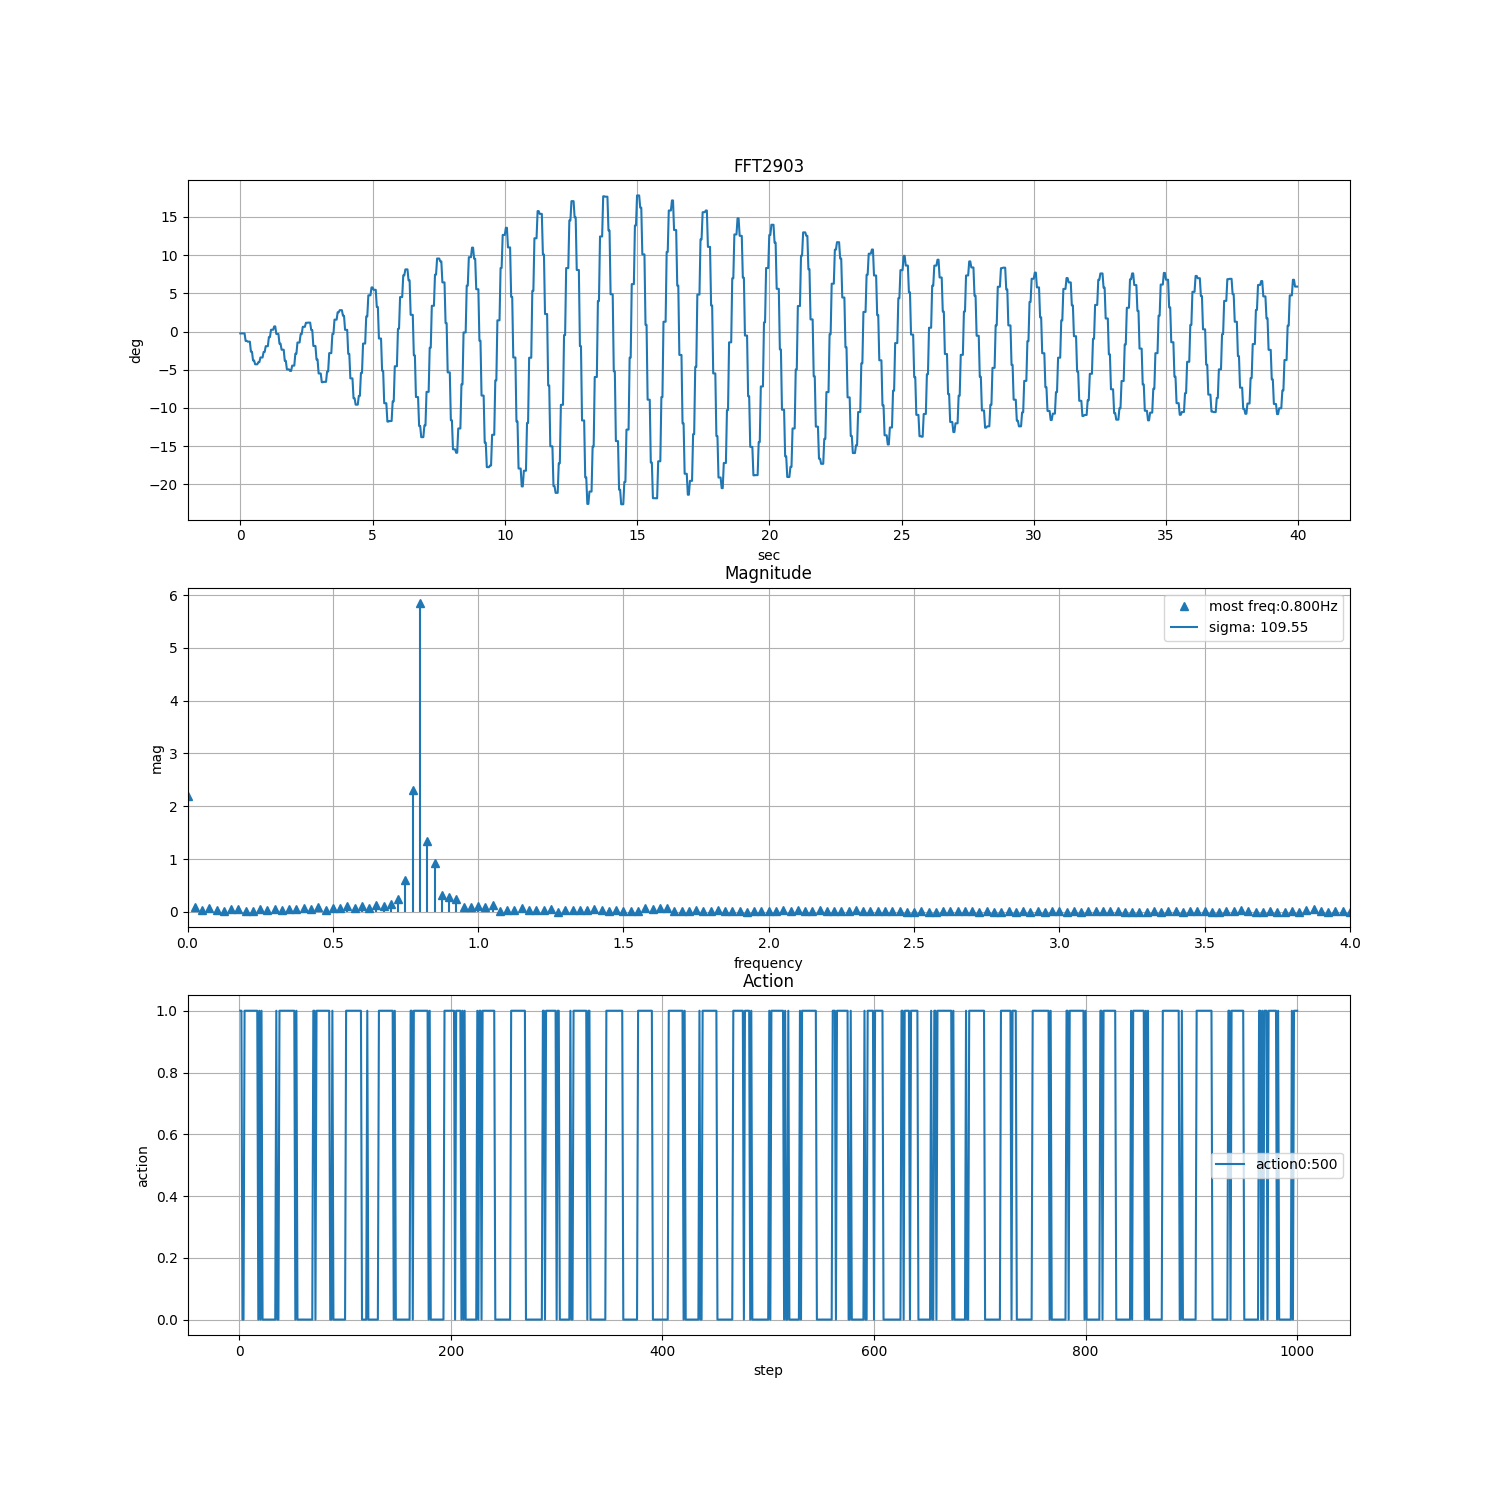 FFT2903
15
10
5
0
−5
−10
−15
−20
deg
0 5 10 15 20 25 30 35 40
sec
Magnitude
6
5
4
3
2
1
0
mag
most freq:0.800Hz
sigma: 109.55
0.0 0.5 1.0 1.5 2.0 2.5 3.0 3.5 4.0
frequency
Action
1.0
0.8
0.6
0.4
0.2
0.0
action
action0:500
0 200 400 600 800 1000
step